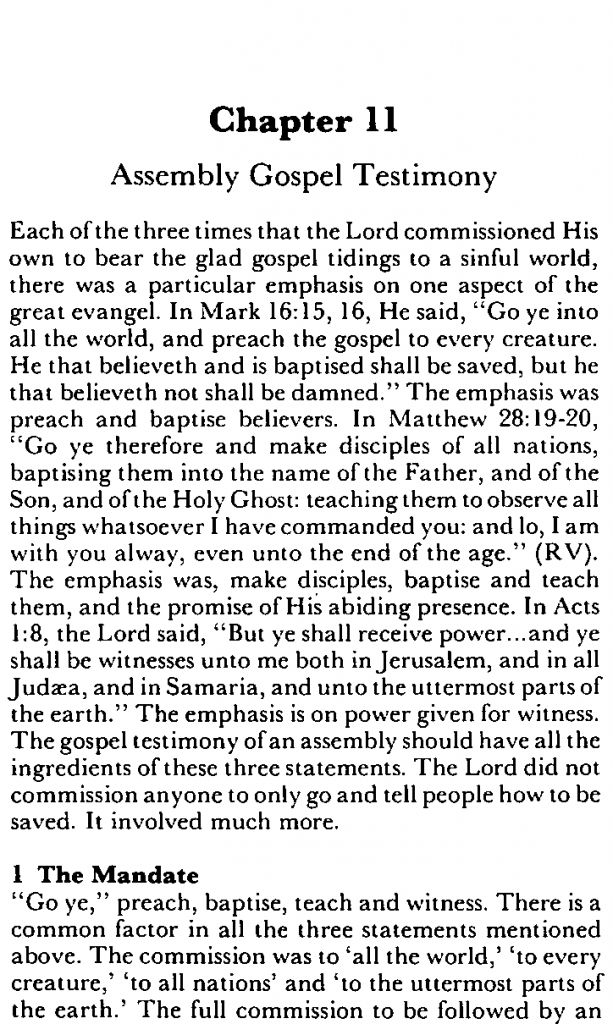 Chapter 11
Assembly Gospel Testimony
Each of the three times that the Lord commissioned His
own to bear the glad gospel tidings to a sinful world,
there was a particular emphasis on one aspect of the
great evangel. In Mark 16:15, 16, He said, “Go ye into
all the world, and preach the gospel to every creature.
He that believeth and is baptised shall be saved, but he
that believeth not shall be damned.” The emphasis was
preach and baptise believers. In Matthew 28:19-20,
“Go ye therefore and make disciples of all nations,
baptising them into the name of the Father, and of the
Son, and of the Holy Ghost: teaching them to observe all
things whatsoever I have commanded you: and lo, I am
with you alway, even unto the end of the age.” (RV).
The emphasis was, make disciples, baptise and teach
them, and the promise of His abiding presence. In Acts
1:8, the Lord said, “But ye shall receive power...and ye
shall be witnesses unto me both in Jerusalem, and in all
Judæa, and in Samaria, and unto the uttermost parts of
the earth.” The emphasis is on power given for witness.
The gospel testimony of an assembly should have all the
ingredients of these three statements. The Lord did not
commission anyone to only go and tell people how to be
saved. It involved much more.
1 The Mandate
“Go ye,” preach, baptise, teach and witness. There is a
common factor in all the three statements mentioned
above. The commission was to ‘all the world,’ ‘to every
creature,’ ‘to all nations’ and ‘to the uttermost parts of
the earth.’ The full commission to be followed by an